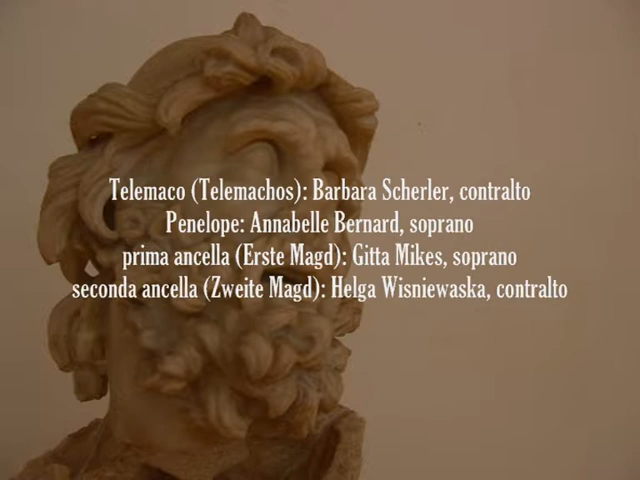 Telemaco (Telemachos): Barbara Scherler, contralto
Penelope: Annabelle Bernard, soprano
prima ancella (Erste Magd): Gitta Mikes, soprano
seconda ancella (Zweite Magd): Helga Wisniewaska, contralto